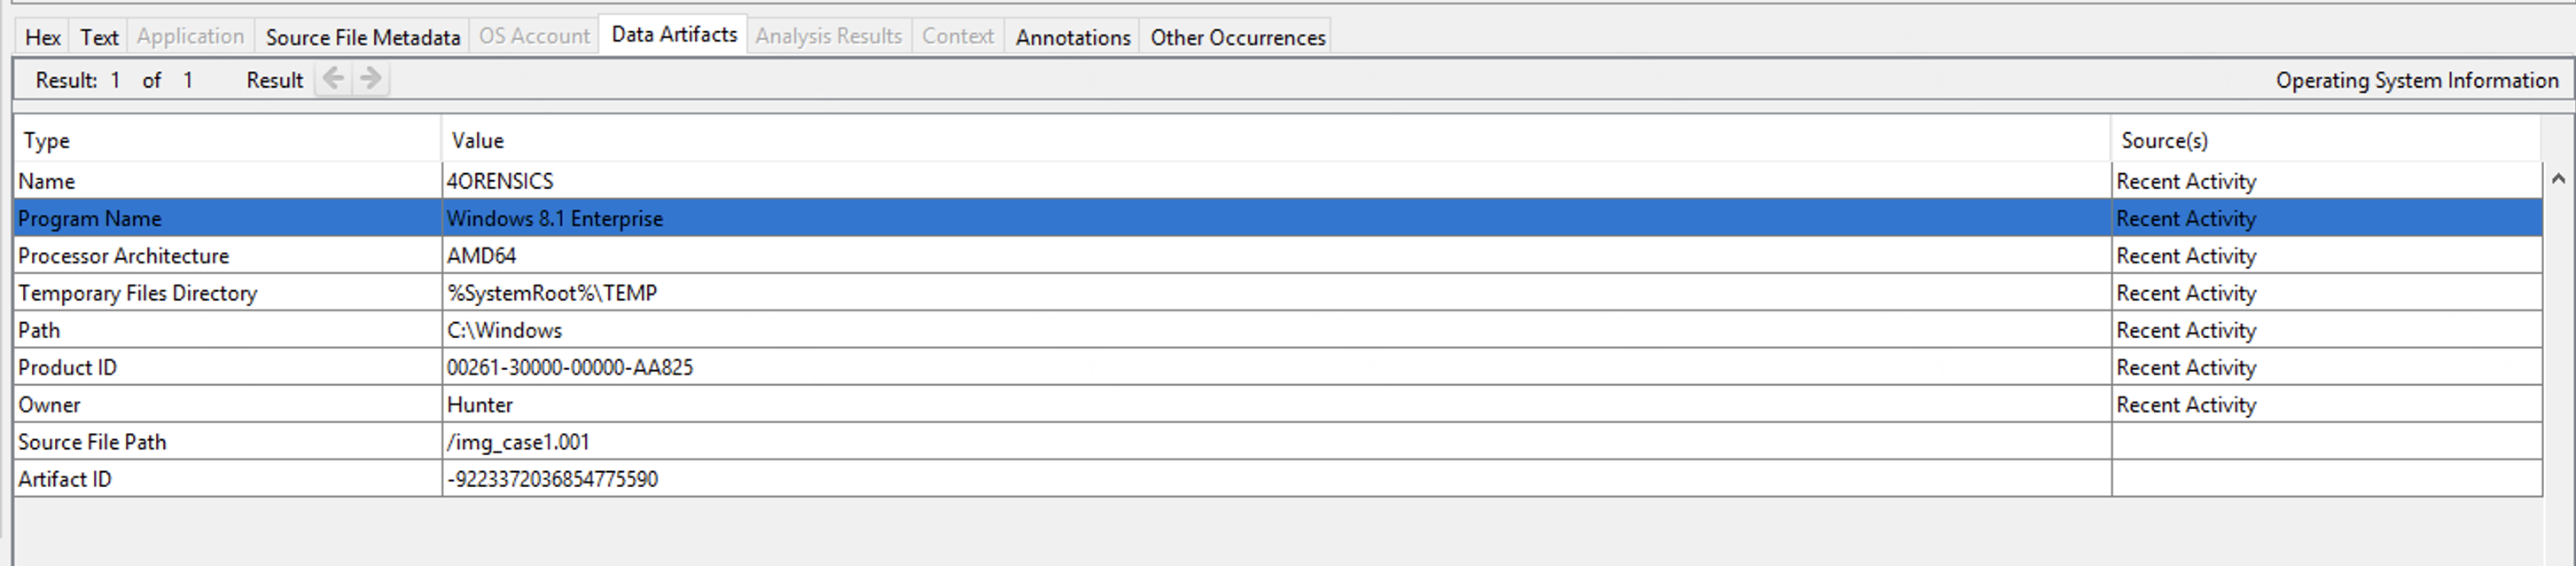 Hex Text Application Source File Metadata OS Account Data Artifacts Analysis Results Context Annotations Other Occurrences
Result: 1 of 1 Result Operating System Information
Type Value Source(s)
Name 4ORENSICS Recent Activity
Program Name Windows 8.1 Enterprise Recent Activity
Processor Architecture AMD64 Recent Activity
Temporary Files Directory %SystemRoot%\TEMP Recent Activity
Path C:\Windows Recent Activity
Product ID 00261-30000-00000-AA825 Recent Activity
Owner Hunter Recent Activity
Source File Path /img_case1.001
Artifact ID -9223372036854775590